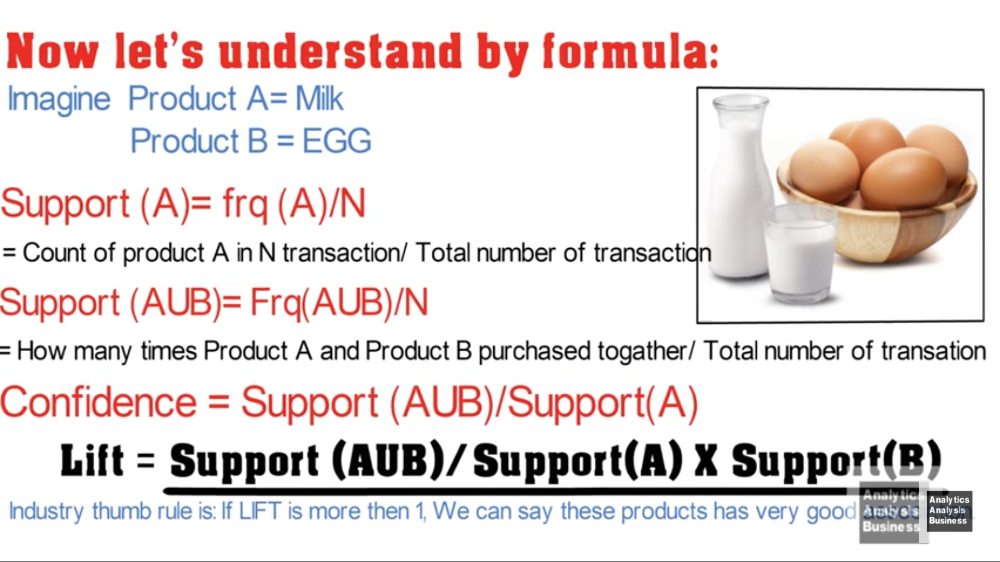 Now let's understand by formula:
Imagine Product A= Milk
Product B = EGG
Support (A)= frq (A)/N
= Count of product A in N transaction/ Total number of transaction
Support (AUB)= Frq(AUB)/N
= How many times Product A and Product B purchased togather/ Total number of transation
Confidence = Support (AUB)/Support(A)
Lift = Support (AUB)/Support(A) X Support(B)
Industry thumb rule is: If LIFT is more then 1, We can say these products has very good
Analytics
Analysis
Business
Analytics
Analysis
Business